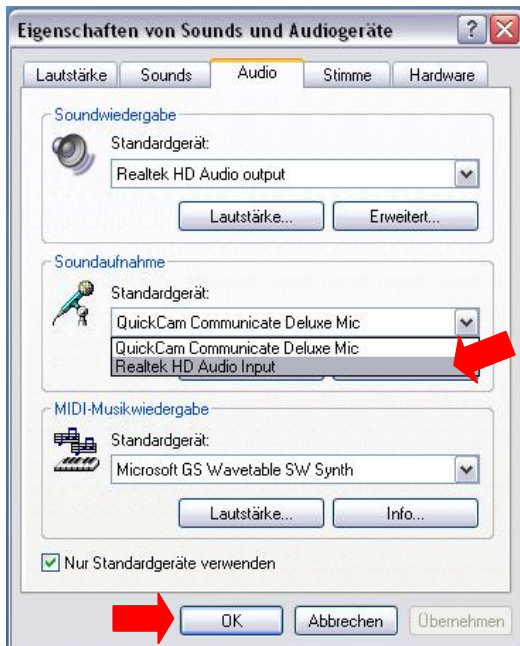 Eigenschaften von Sounds und Audiogeräte
Lautstärke Sounds Audio Stimme Hardware
Soundwiedergabe
Standardgerät:
Realtek HD Audio output
Lautstärke... Erweitert...
Soundaufnahme
Standardgerät:
QuickCam Communicate Deluxe Mic
QuickCam Communicate Deluxe Mic
Realtek HD Audio Input
MIDI-Musikwiedergabe
Standardgerät:
Microsoft GS Wavetable SW Synth
Lautstärke... Info...
Nur Standardgeräte verwenden
OK Abbrechen Übernehmen